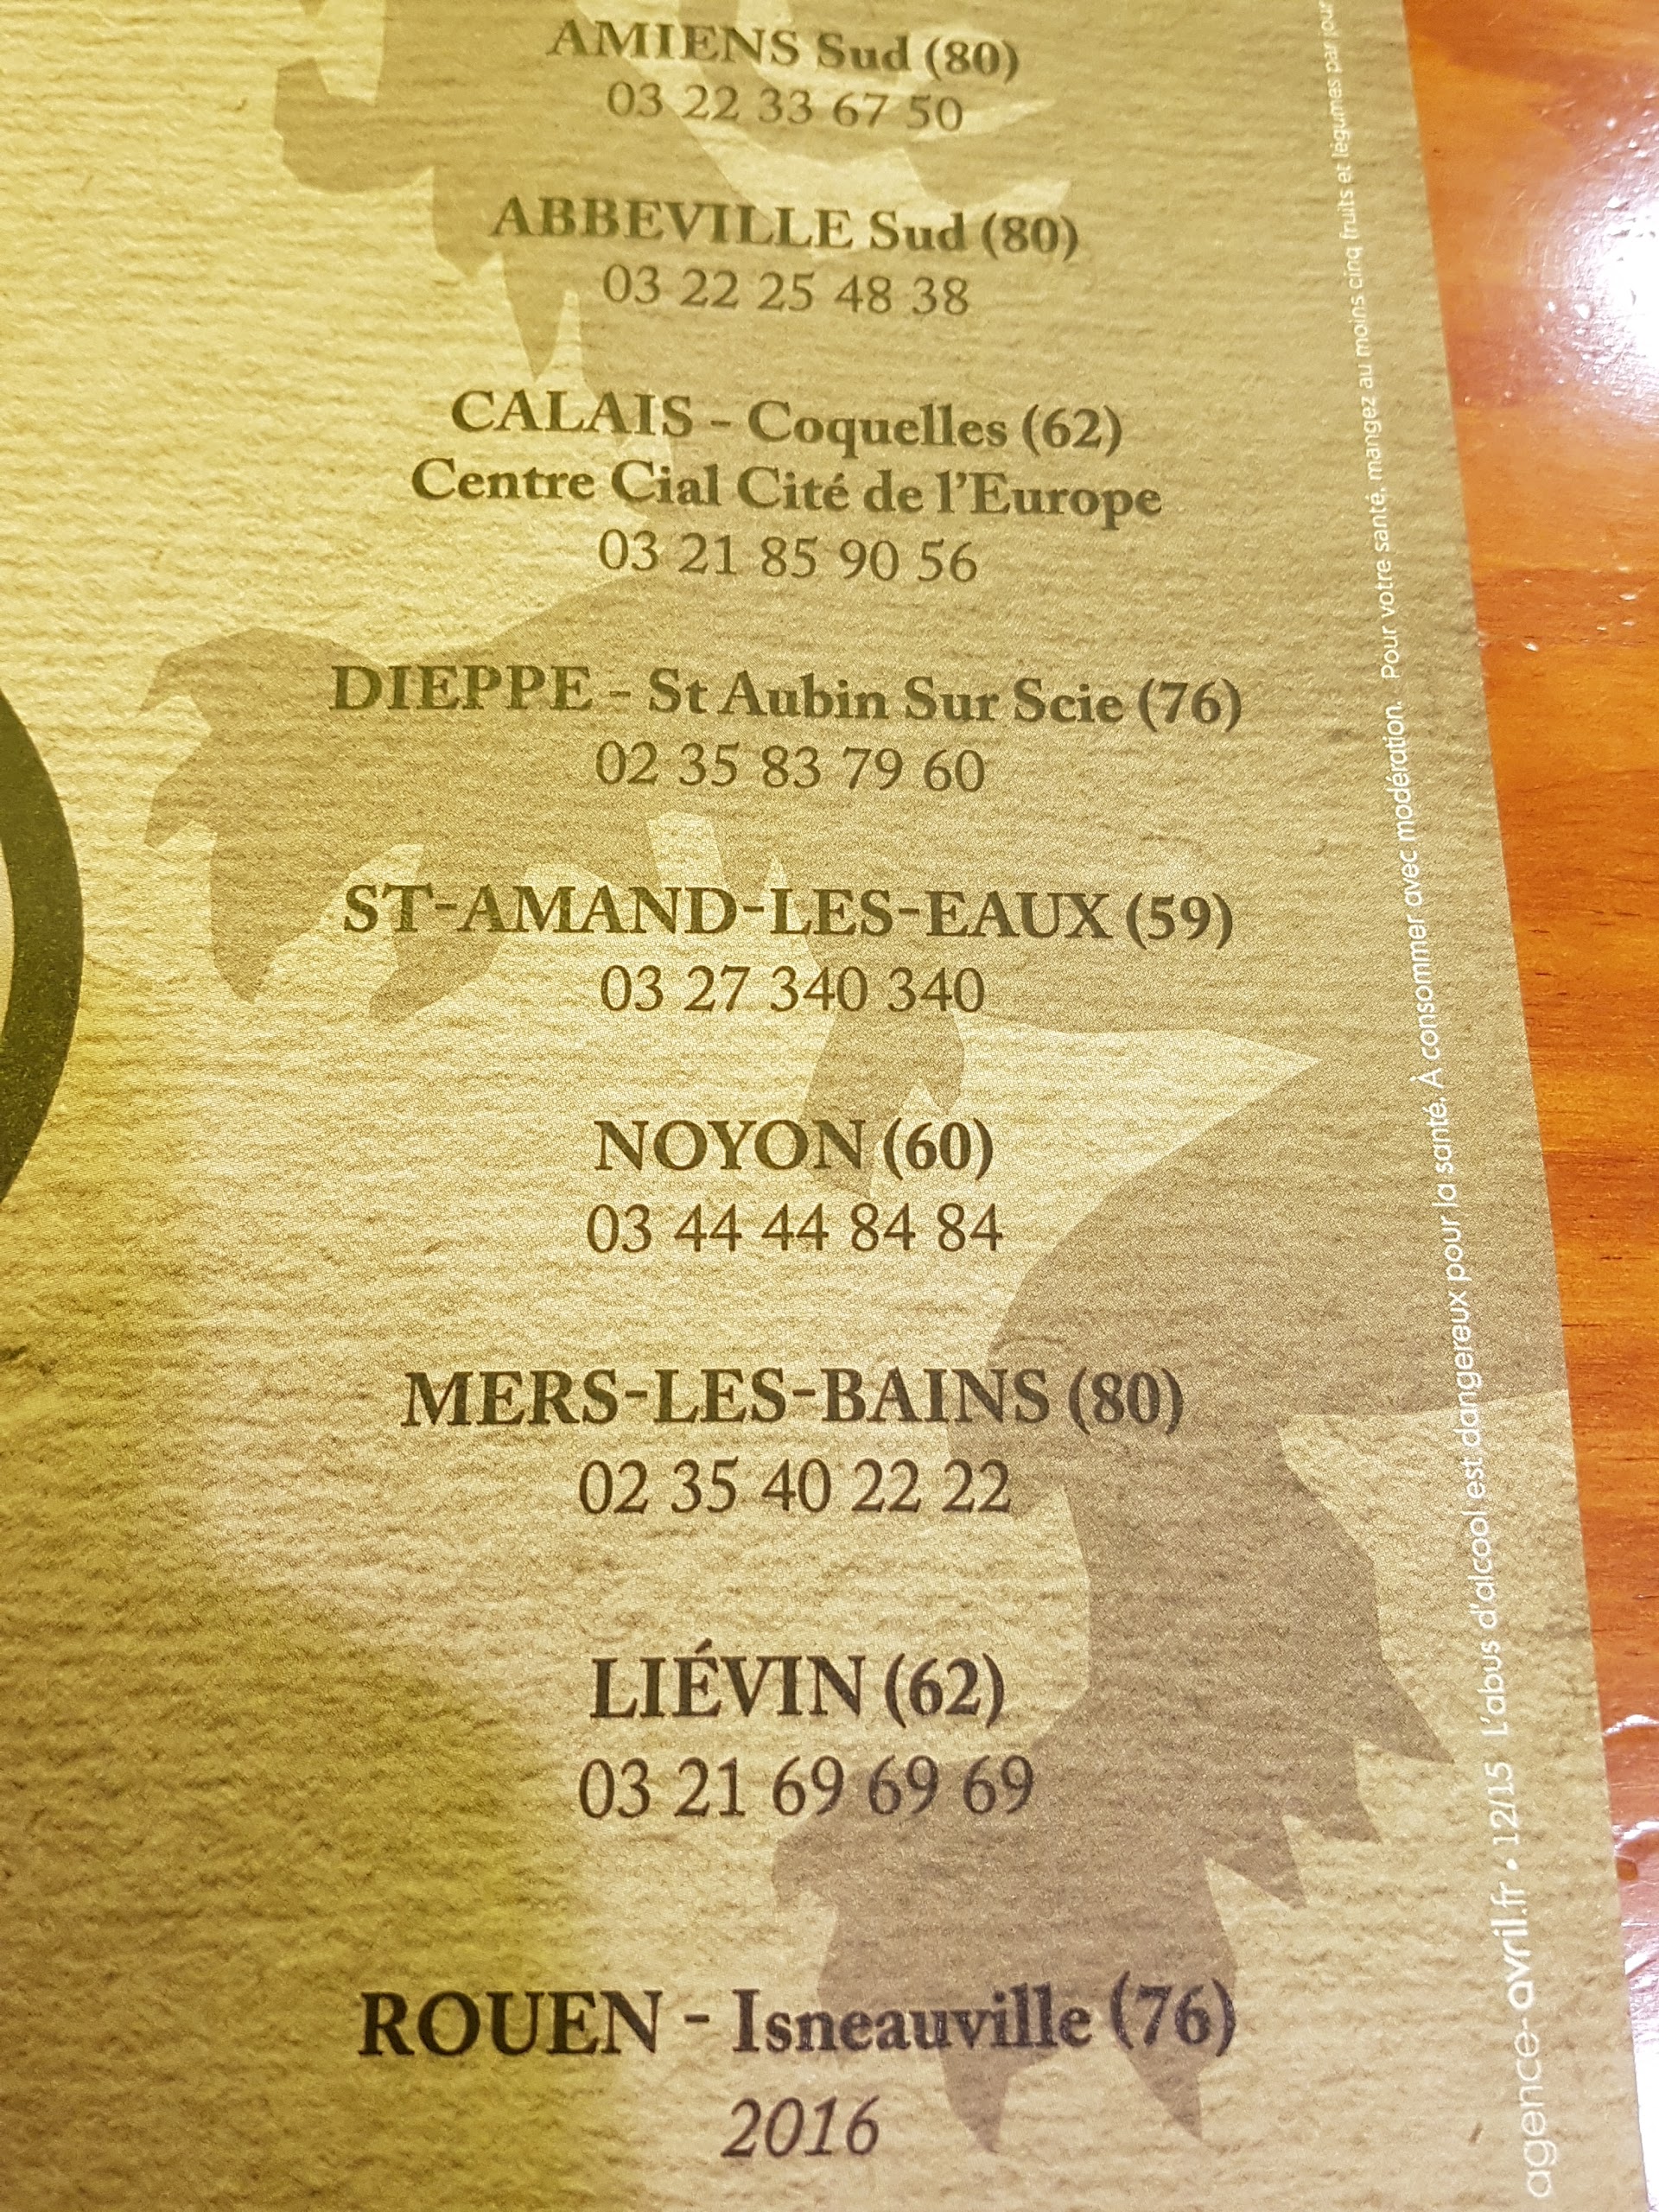 AMIENS Sud (80)
03 22 33 67 50
ABBEVILLE Sud (80)
03 22 25 48 38
CALAIS - Coquelles (62)
Centre Cial Cité de l'Europe
03 21 85 90 56
DIEPPE - St Aubin Sur Scie (76)
02 35 83 79 60
ST-AMAND-LES-EAUX (59)
03 27 340 340
NOYON (60)
03 44 44 84 84
MERS-LES-BAINS (80)
02 35 40 22 22
LIÉVIN (62)
03 21 69 69 69
ROUEN - Isneauville (76)
2016
agence-avril.fr • 12/15 L'abus d'alcool est dangereux pour la santé. À consommer avec modération. Pour votre santé, mangez au moins cinq fruits et légumes par jour